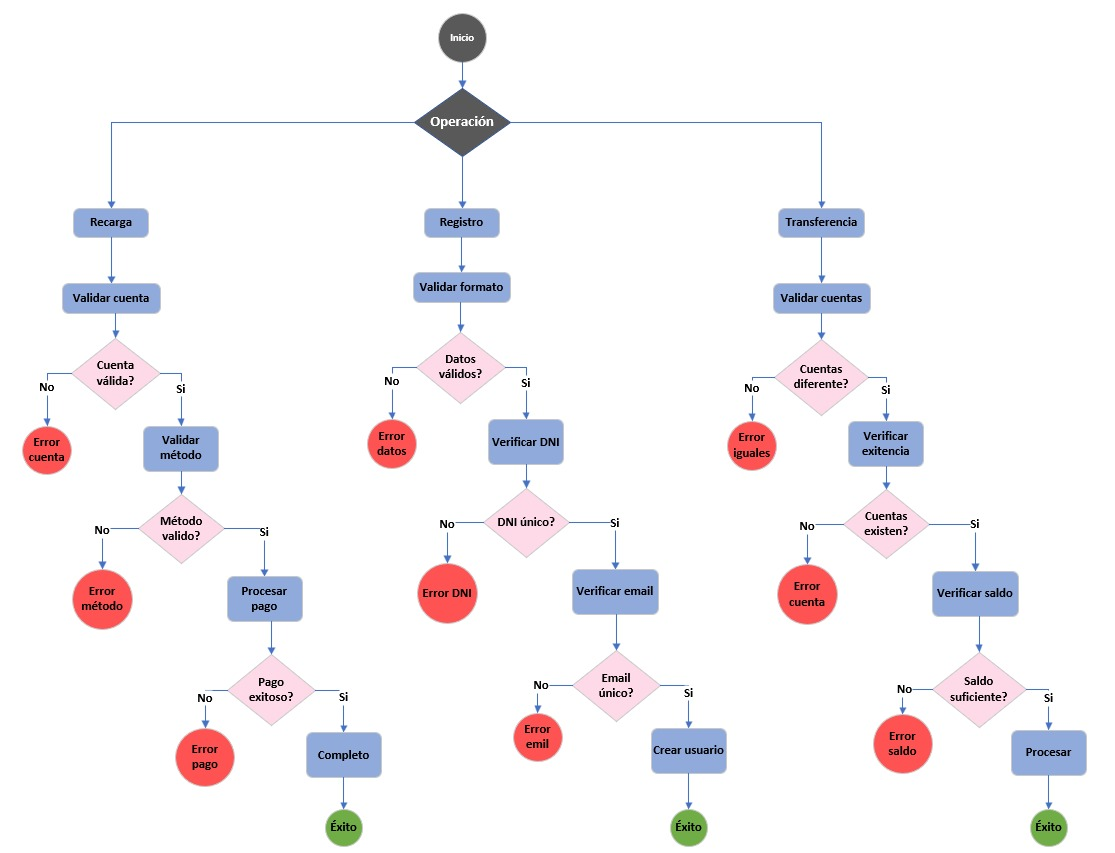 Inicio
Operación
Recarga
Registro
Transferencia
Validar cuenta
Validar formato
Validar cuentas
Cuenta
válida?
Datos
válidos?
Cuentas
diferente?
No
Si
No
Si
No
Si
Error
cuenta
Validar
método
Error
datos
Verificar DNI
Error
iguales
Verificar
exitencia
Método
valido?
No
Si
DNI único?
No
Si
Cuentas
existen?
No
Si
Error
método
Procesar
pago
Error DNI
Verificar email
Error
cuenta
Verificar saldo
Pago
exitoso?
No
Si
Email
único?
No
Si
Saldo
suficiente?
No
Si
Error
pago
Completo
Error
emil
Crear usuario
Error
saldo
Procesar
Éxito
Éxito
Éxito